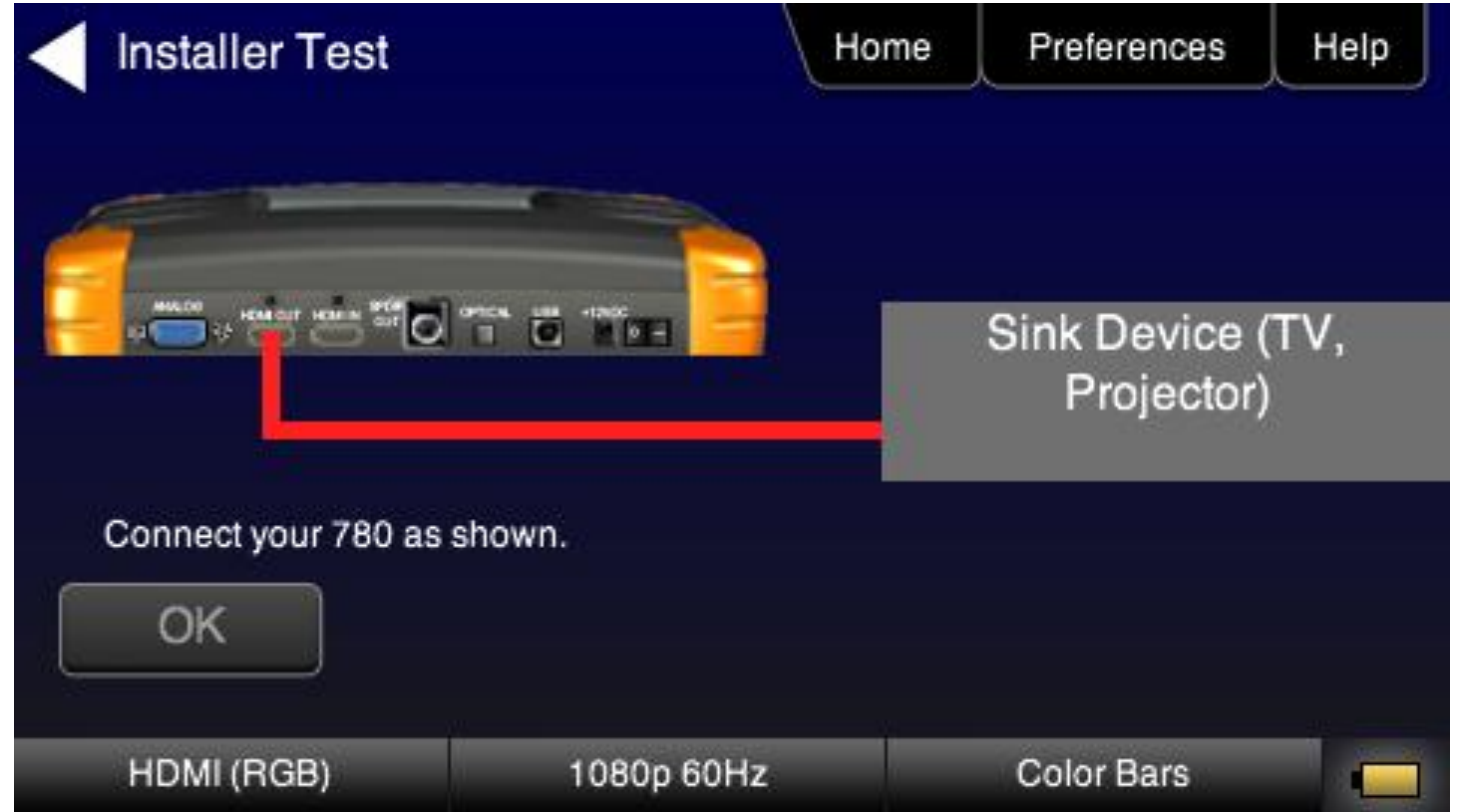 Installer Test
Home
Preferences
Help
ANALOG
HDMI OUT
HDMI IN
SPDIF
OUT
OPTICAL
USB
+12VDC
Sink Device (TV,
Projector)
Connect your 780 as shown.
OK
HDMI (RGB)
1080p 60Hz
Color Bars